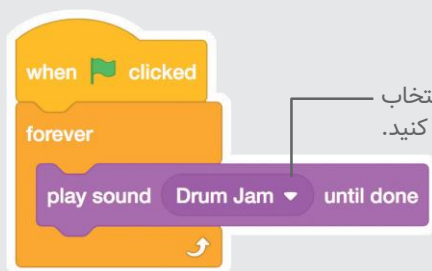 when clicked
forever
play sound Drum Jam until done
کنید.